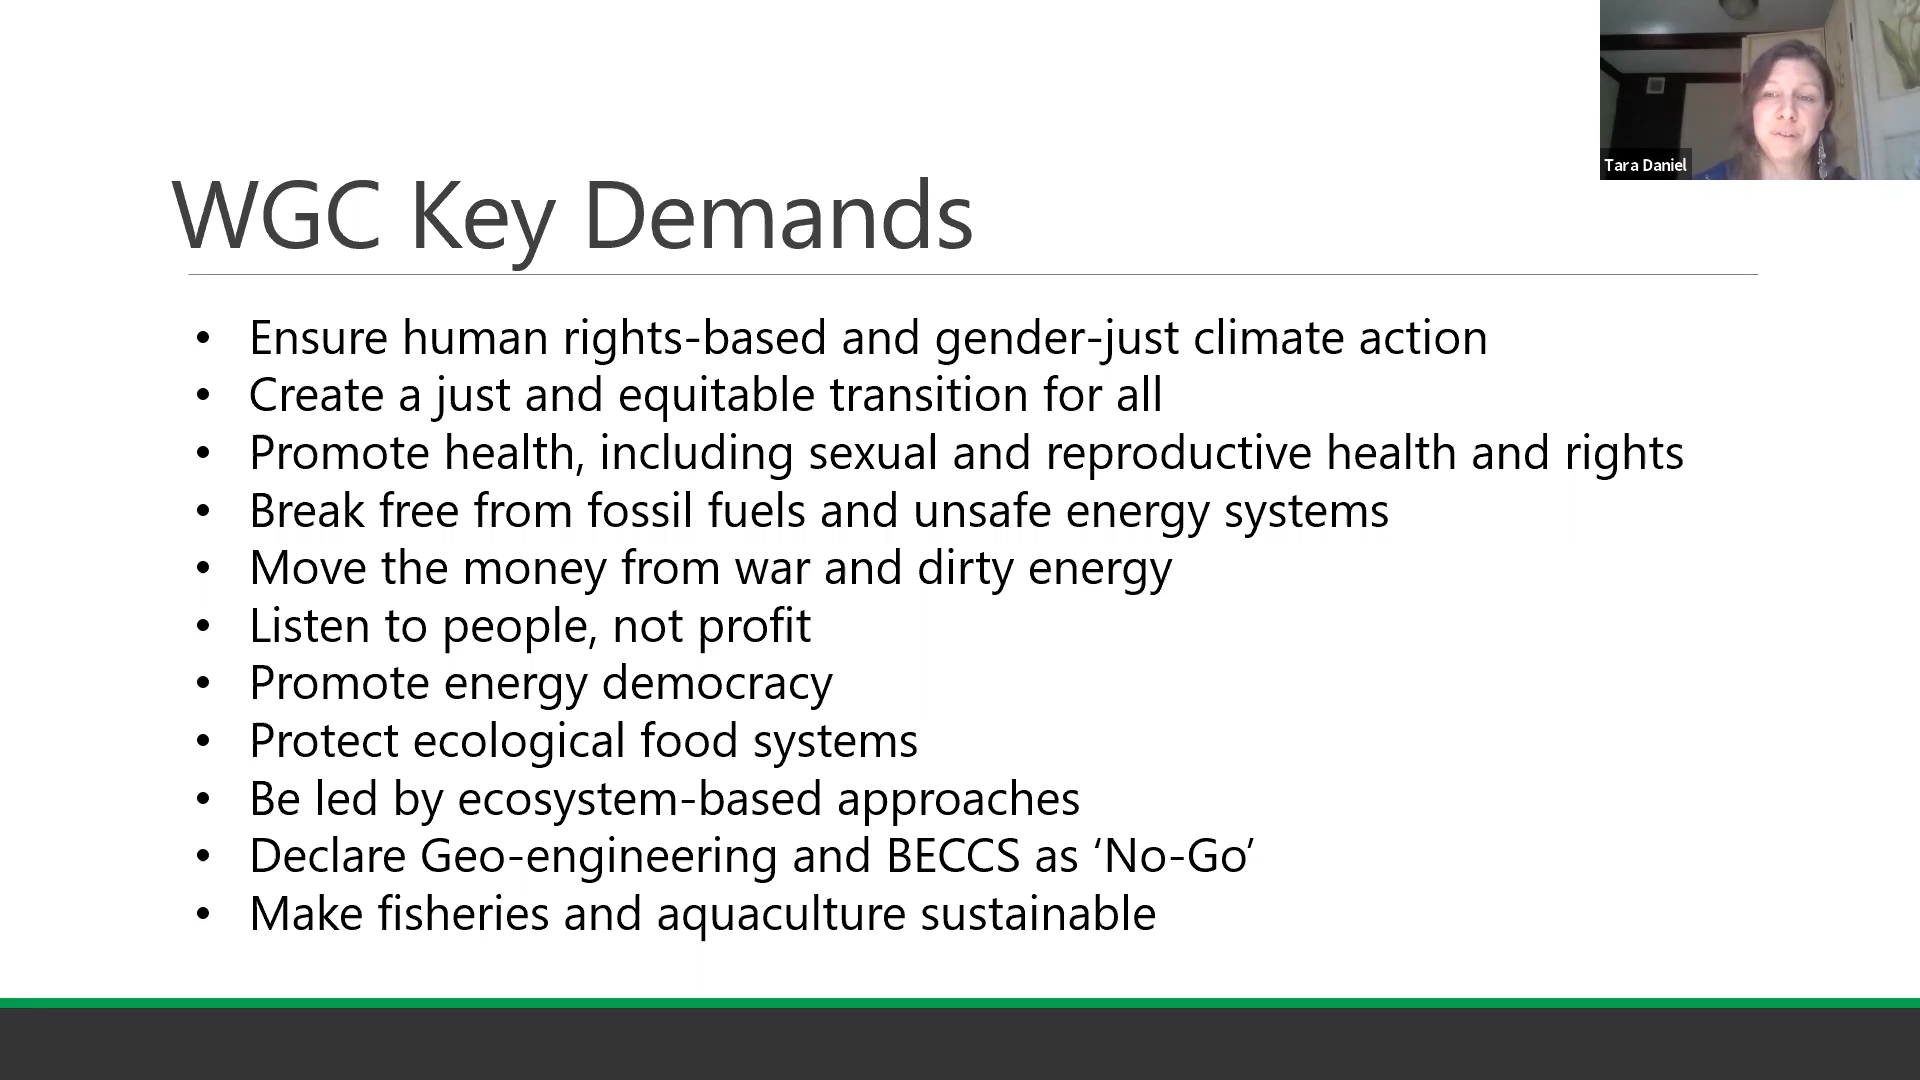 Tara Daniel
WGC Key Demands
• Ensure human rights-based and gender-just climate action
• Create a just and equitable transition for all
• Promote health, including sexual and reproductive health and rights
• Break free from fossil fuels and unsafe energy systems
• Move the money from war and dirty energy
• Listen to people, not profit
• Promote energy democracy
• Protect ecological food systems
• Be led by ecosystem-based approaches
• Declare Geo-engineering and BECCS as ‘No-Go’
• Make fisheries and aquaculture sustainable